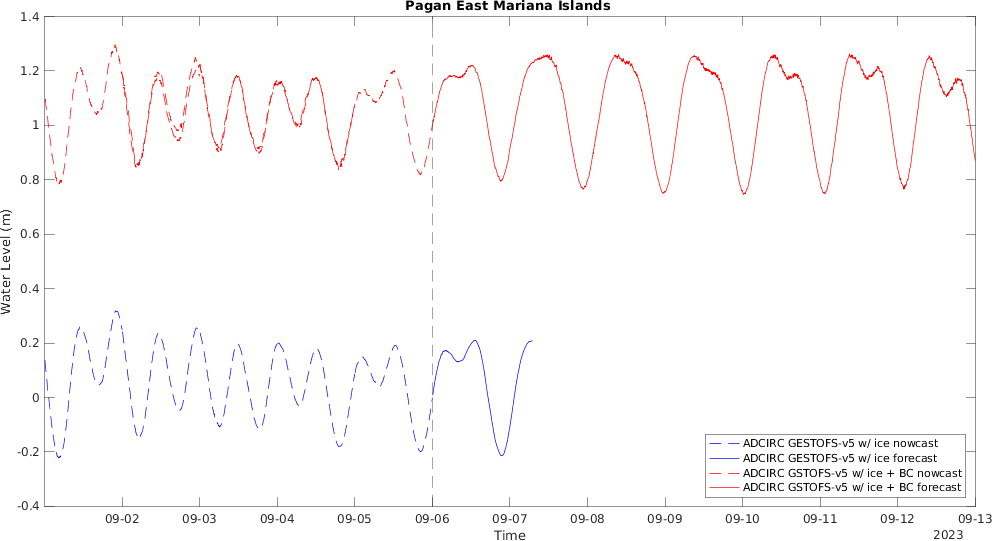 Pagan East Mariana Islands
1.4
1.2
1
0.8
0.6
0.4
0.2
0
-0.2
-0.4
Water Level (m)
ADCIRC GESTOFS-v5 w/ ice nowcast
ADCIRC GESTOFS-v5 w/ ice forecast
ADCIRC GSTOFS-v5 w/ ice + BC nowcast
ADCIRC GSTOFS-v5 w/ ice + BC forecast
09-02 09-03 09-04 09-05 09-06 09-07 09-08 09-09 09-10 09-11 09-12 09-13
Time
2023